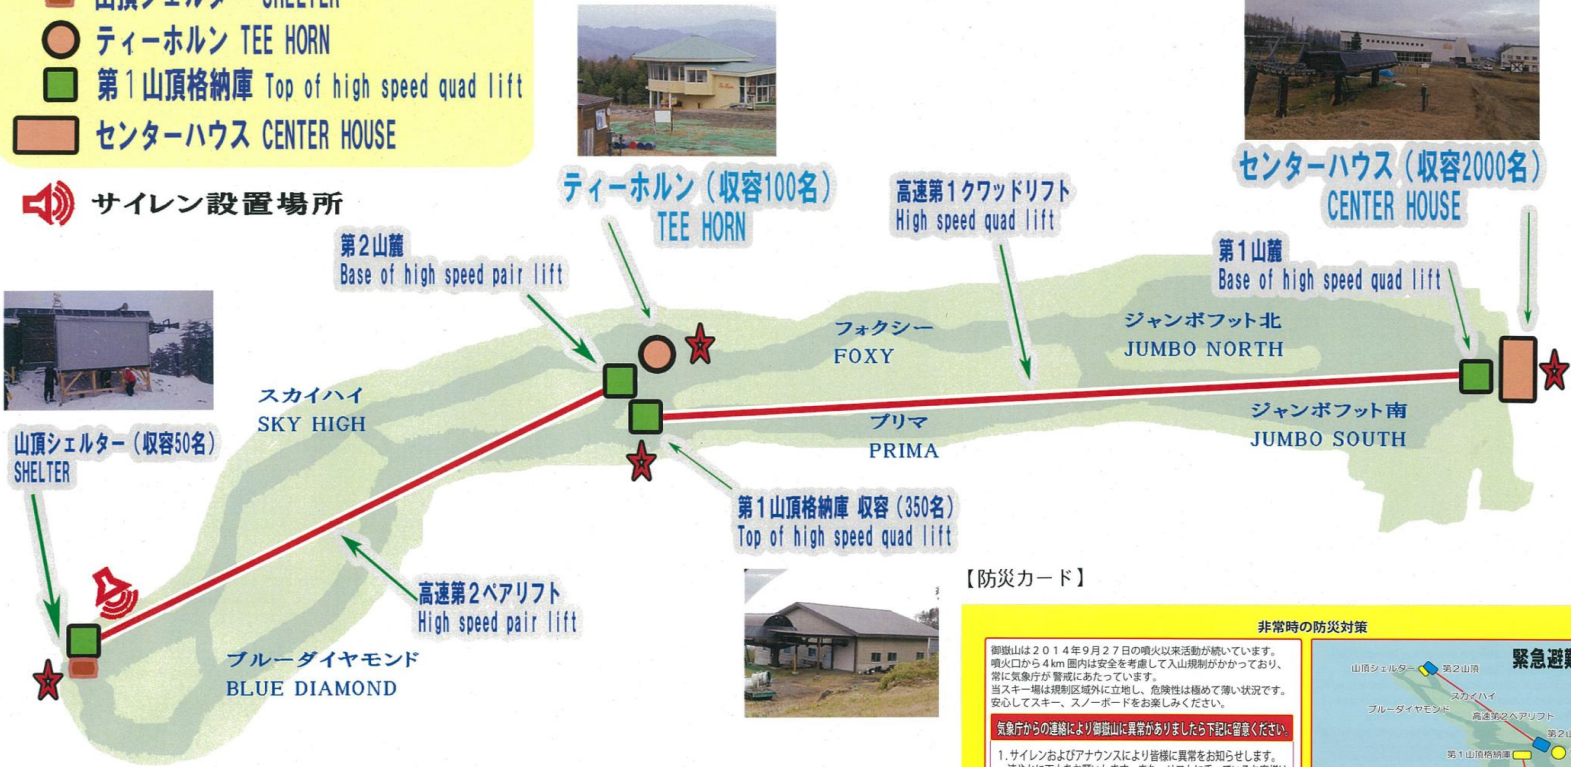 山頂シェルター SHELTER
ティーホルン TEE HORN
第1山頂格納庫 Top of high speed quad lift
センターハウス CENTER HOUSE
サイレン設置場所
ティーホルン(収容100名)
TEE HORN
高速第1クワッドリフト
High speed quad lift
センターハウス(収容2000名)
CENTER HOUSE
第2山麓
Base of high speed pair lift
第1山麓
Base of high speed quad lift
フォクシー
FOXY
ジャンボフット北
JUMBO NORTH
スカイハイ
SKY HIGH
プリマ
PRIMA
ジャンボフット南
JUMBO SOUTH
山頂シェルター(収容50名)
SHELTER
第1山頂格納庫 収容(350名)
Top of high speed quad lift
高速第2ペアリフト
High speed pair lift
ブルーダイヤモンド
BLUE DIAMOND
【防災カード】
非常時の防災対策
御嶽山は2014年9月27日の噴火以来活動が続いています。
噴火口から4km圏内は安全を考慮して入山規制がかかっており、
常に気象庁が警戒にあたっています。
当スキー場は規制区域外に立地し、危険性は極めて薄い状況です。
安心してスキー、スノーボードをお楽しみください。
気象庁からの連絡により御嶽山に異常がありましたら下記に留意ください。
1.サイレンおよびアナウンスにより皆様に異常をお知らせします。
緊急避難
山頂シェルター
第2山頂
スカイハイ
ブルーダイヤモンド
高速第2ペアリフト
第2山
第1山頂格納庫